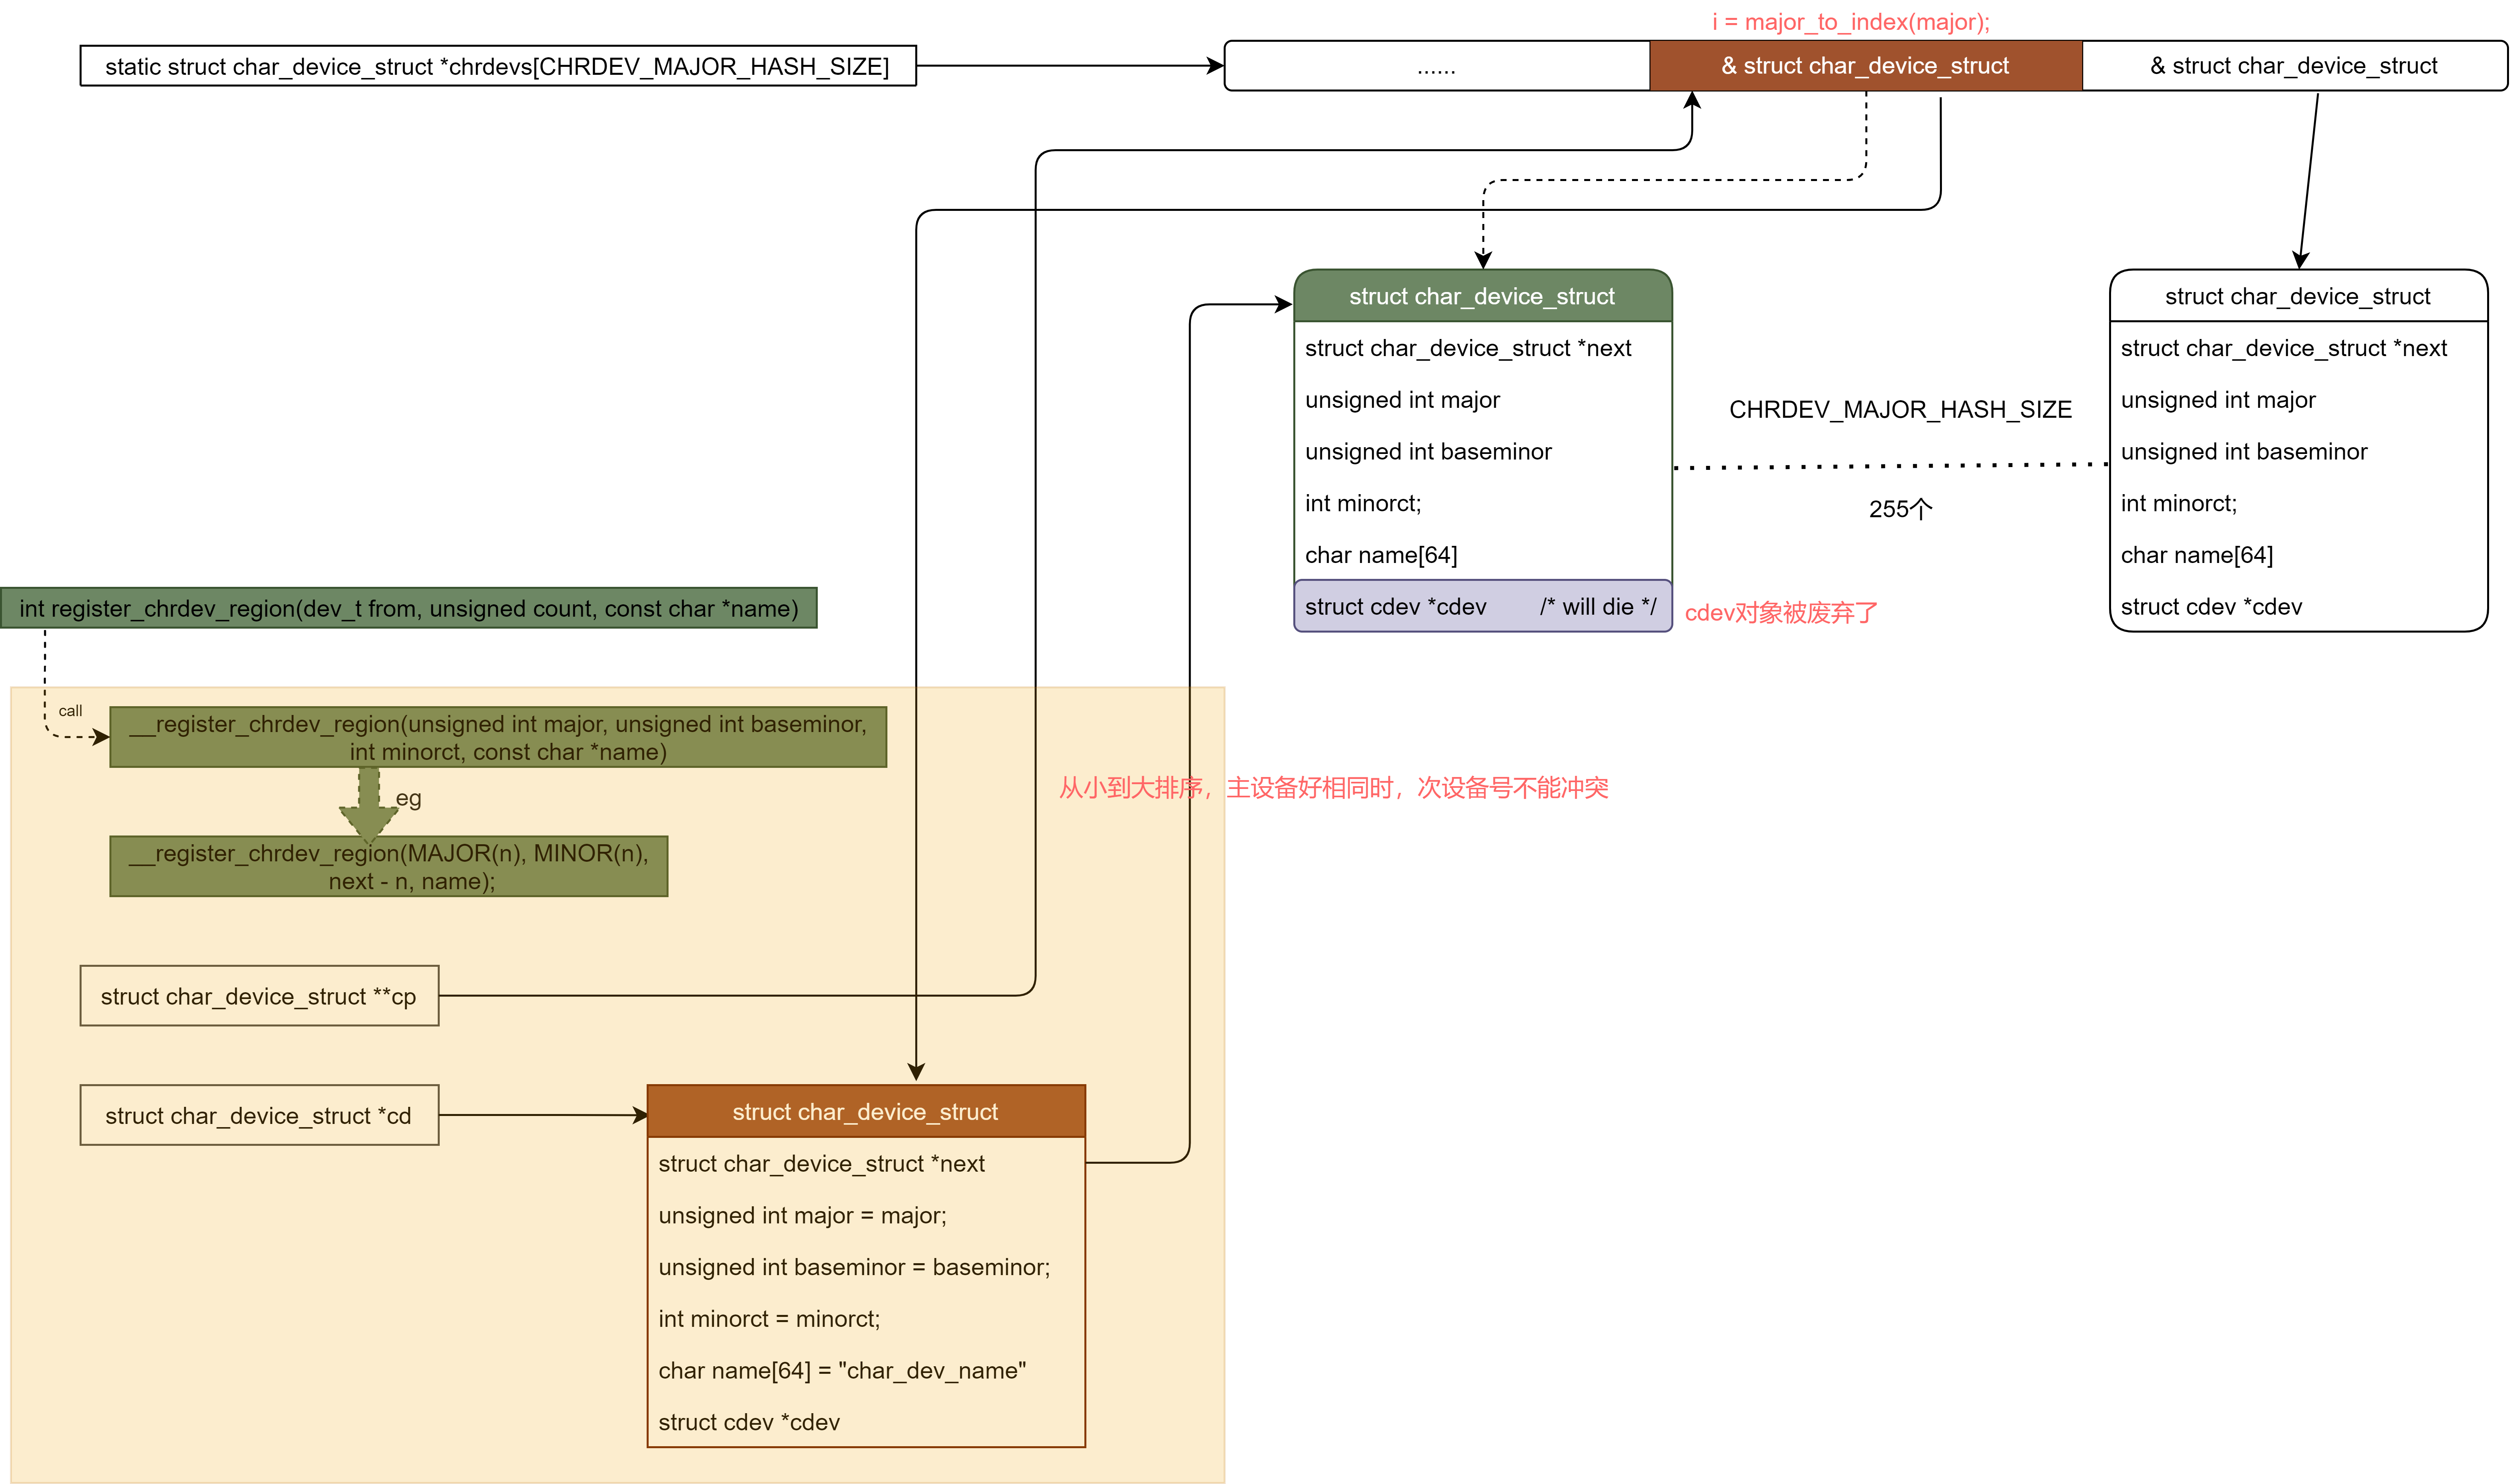 i = major_to_index(major);
static struct char_device_struct *chrdevs[CHRDEV_MAJOR_HASH_SIZE]
......
& struct char_device_struct
& struct char_device_struct
struct char_device_struct
struct char_device_struct *next
unsigned int major
unsigned int baseminor
int minorct;
char name[64]
struct cdev *cdev /* will die */
cdev对象被废弃了
CHRDEV_MAJOR_HASH_SIZE
255个
struct char_device_struct
struct char_device_struct *next
unsigned int major
unsigned int baseminor
int minorct;
char name[64]
struct cdev *cdev
int register_chrdev_region(dev_t from, unsigned count, const char *name)
call
__register_chrdev_region(unsigned int major, unsigned int baseminor,
int minorct, const char *name)
eg
从小到大排序，主设备好相同时，次设备号不能冲突
__register_chrdev_region(MAJOR(n), MINOR(n),
next - n, name);
struct char_device_struct **cp
struct char_device_struct *cd
struct char_device_struct
struct char_device_struct *next
unsigned int major = major;
unsigned int baseminor = baseminor;
int minorct = minorct;
char name[64] = "char_dev_name"
struct cdev *cdev